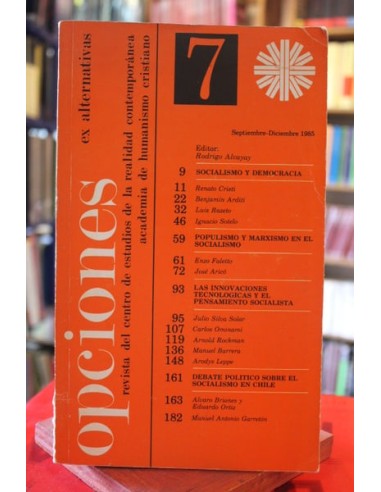 opciones
ex alternativas
revista del centro de estudios de la realidad contemporánea
academia de humanismo cristiano
7
Septiembre-Diciembre 1985
Editor:
Rodrigo Alvayay
9 SOCIALISMO Y DEMOCRACIA
11 Renato Cristi
22 Benjamín Arditi
32 Luis Razeto
46 Ignacio Sotelo
59 POPULISMO Y MARXISMO EN EL
SOCIALISMO
61 Enzo Faletto
72 José Aricó
93 LAS INNOVACIONES
TECNOLOGICAS Y EL
PENSAMIENTO SOCIALISTA
95 Julio Silva Solar
107 Carlos Ominami
119 Arnold Backman
136 Manuel Barrera
148 Arndys Leppe
161 DEBATE POLITICO SOBRE EL
SOCIALISMO EN CHILE
163 Alvaro Briones y
Eduardo Ortiz
182 Manuel Antonio Garretón